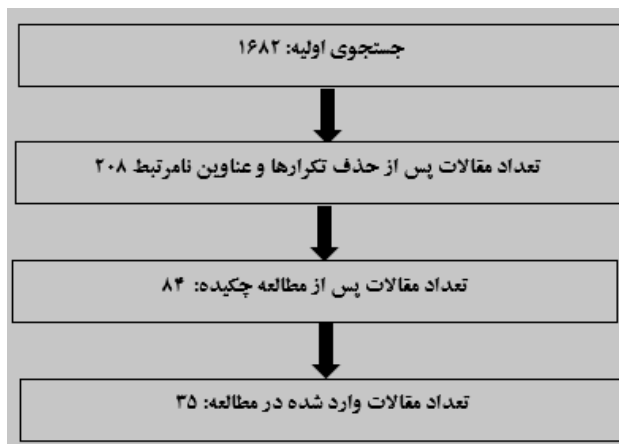 جستجوی اولیه: ۱۶۸۲
تعداد مقالات پس از حذف تکرارها و عناوین نامرتبط ۲۰۸
تعداد مقالات پس از مطالعه چکیده: ۸۴
تعداد مقالات وارد شده در مطالعه: ۳۵